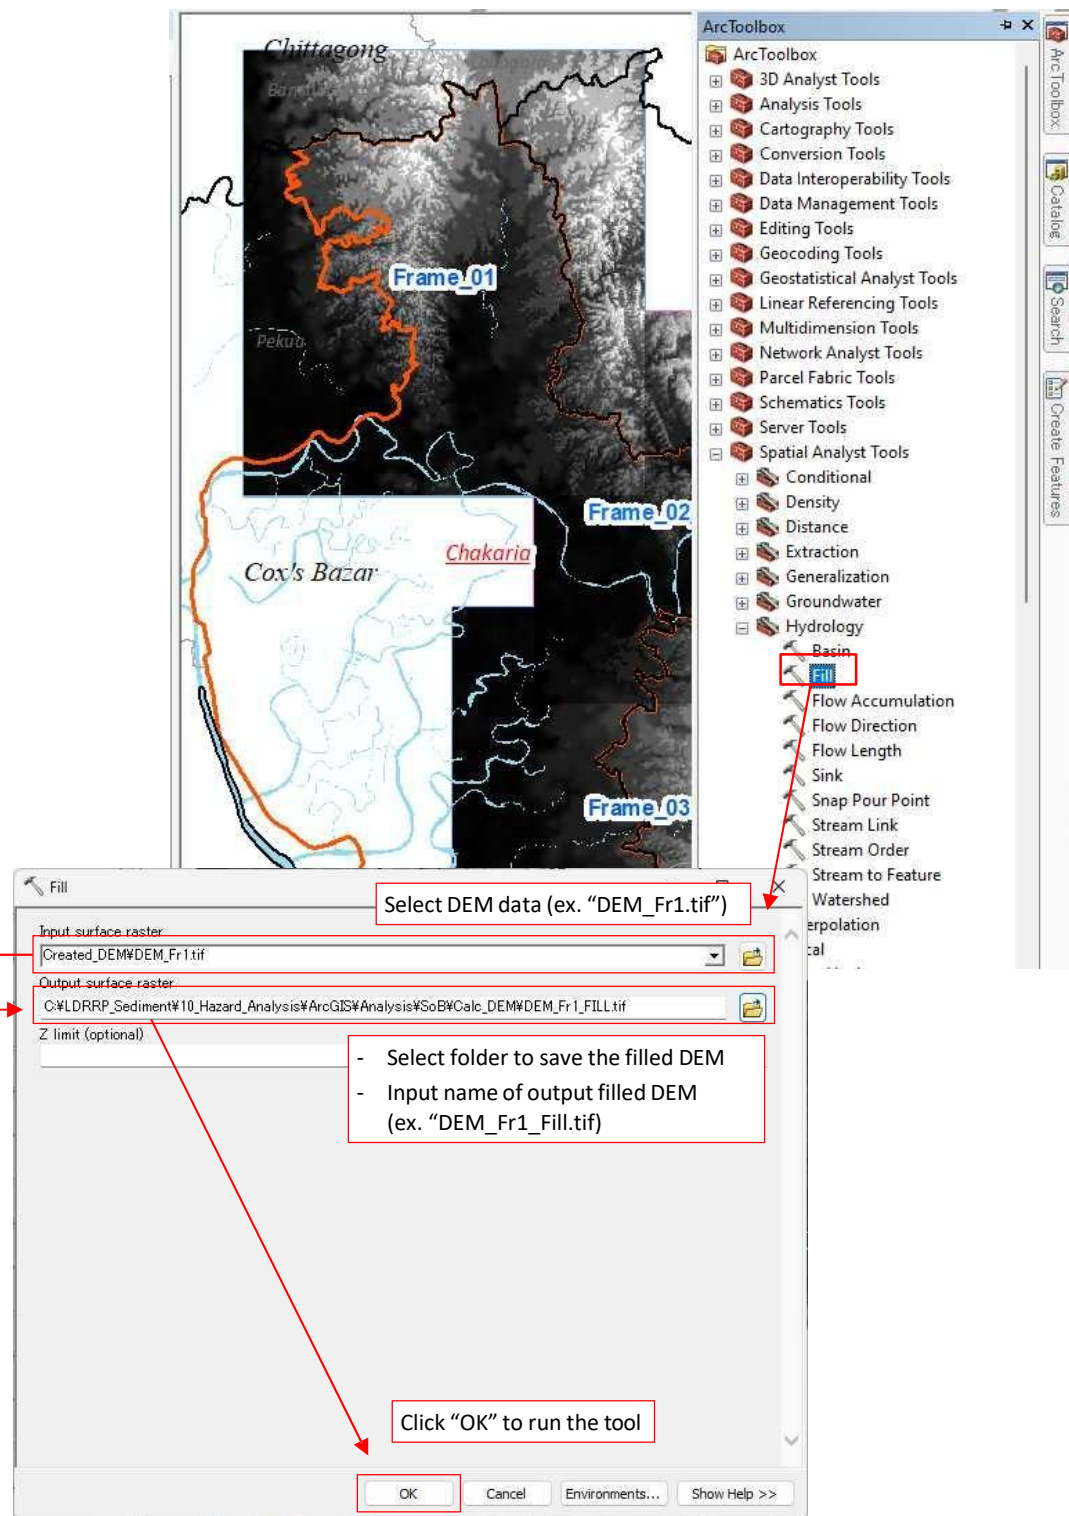 Chittagong
ArcToolbox
ArcToolbox
3D Analyst Tools
Analysis Tools
Cartography Tools
Conversion Tools
Data Interoperability Tools
Data Management Tools
Editing Tools
Geocoding Tools
Geostatistical Analyst Tools
Linear Referencing Tools
Multidimension Tools
Network Analyst Tools
Parcel Fabric Tools
Schematics Tools
Server Tools
Spatial Analyst Tools
Conditional
Density
Distance
Extraction
Generalization
Groundwater
Hydrology
Basin
Fill
Flow Accumulation
Flow Direction
Flow Length
Sink
Snap Pour Point
Stream Link
Stream Order
Stream to Feature
Watershed
erpolation
cal
ArcToolbox
Catalog
Search
Create Features
Frame_01
Pekua
Frame_02
Chakaria
Cox's Bazar
Frame_03
Fill
Select DEM data (ex. “DEM_Fr1.tif”)
Input surface raster
Created_DEM¥DEM_Fr1.tif
Output surface raster
C:¥LDRRP_Sediment¥10_Hazard_Analysis¥ArcGIS¥Analysis¥SoB¥Calc_DEM¥DEM_Fr1_FILL.tif
Z limit (optional)
- Select folder to save the filled DEM
- Input name of output filled DEM
(ex. “DEM_Fr1_Fill.tif)
Click “OK” to run the tool
OK
Cancel
Environments...
Show Help >>